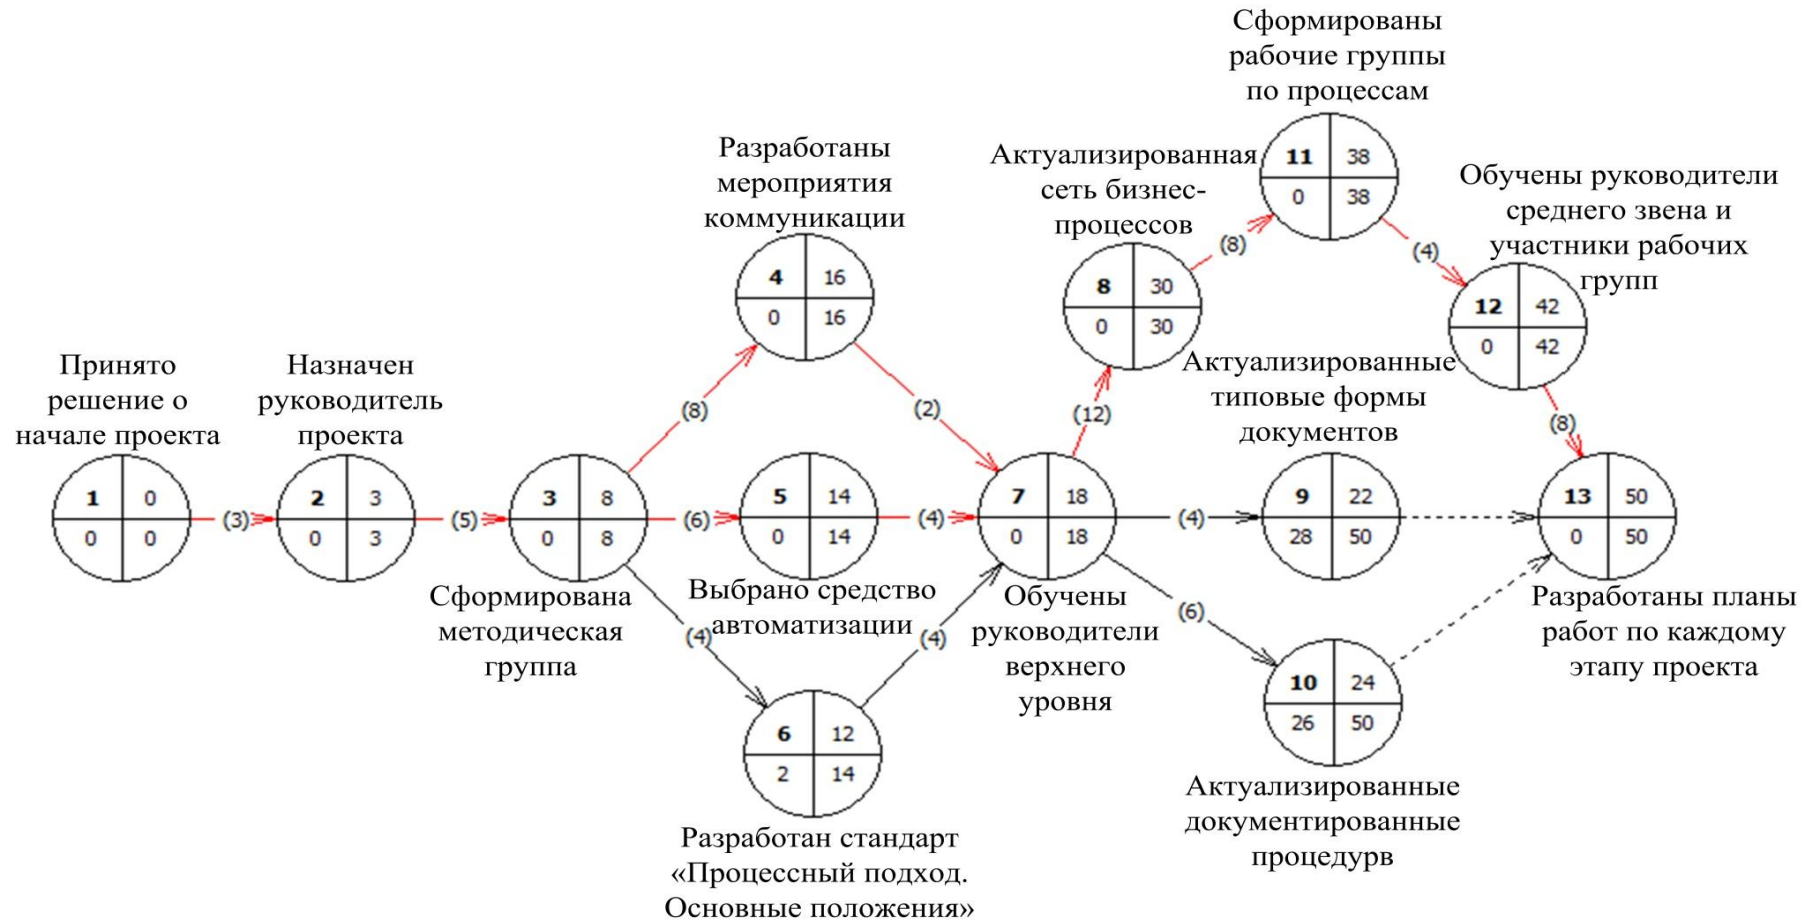 Сформированы
рабочие группы
по процессам
11 38
0 38
Разработаны
мероприятия
коммуникации
4 16
0 16
Актуализированная
сеть бизнес-
процессов
8 30
0 30
(8)
(4)
Обучены руководители
среднего звена и
участники рабочих
групп
12 42
0 42
Принято
решение о
начале проекта
1 0
0 0
(3)
Назначен
руководитель
проекта
2 3
0 3
(5)
3 8
0 8
Сформирована
методическая
группа
(8)
(2)
(12)
(8)
(6)
5 14
0 14
Выбрано средство
автоматизации
(4)
7 18
0 18
Обучены
руководители
верхнего
уровня
(4)
Актуализированные
типовые формы
документов
9 22
28 50
13 50
0 50
Разработаны планы
работ по каждому
этапу проекта
(4)
(4)
(6)
6 12
2 14
Разработан стандарт
«Процессный подход.
Основные положения»
10 24
26 50
Актуализированные
документированные
процедурв